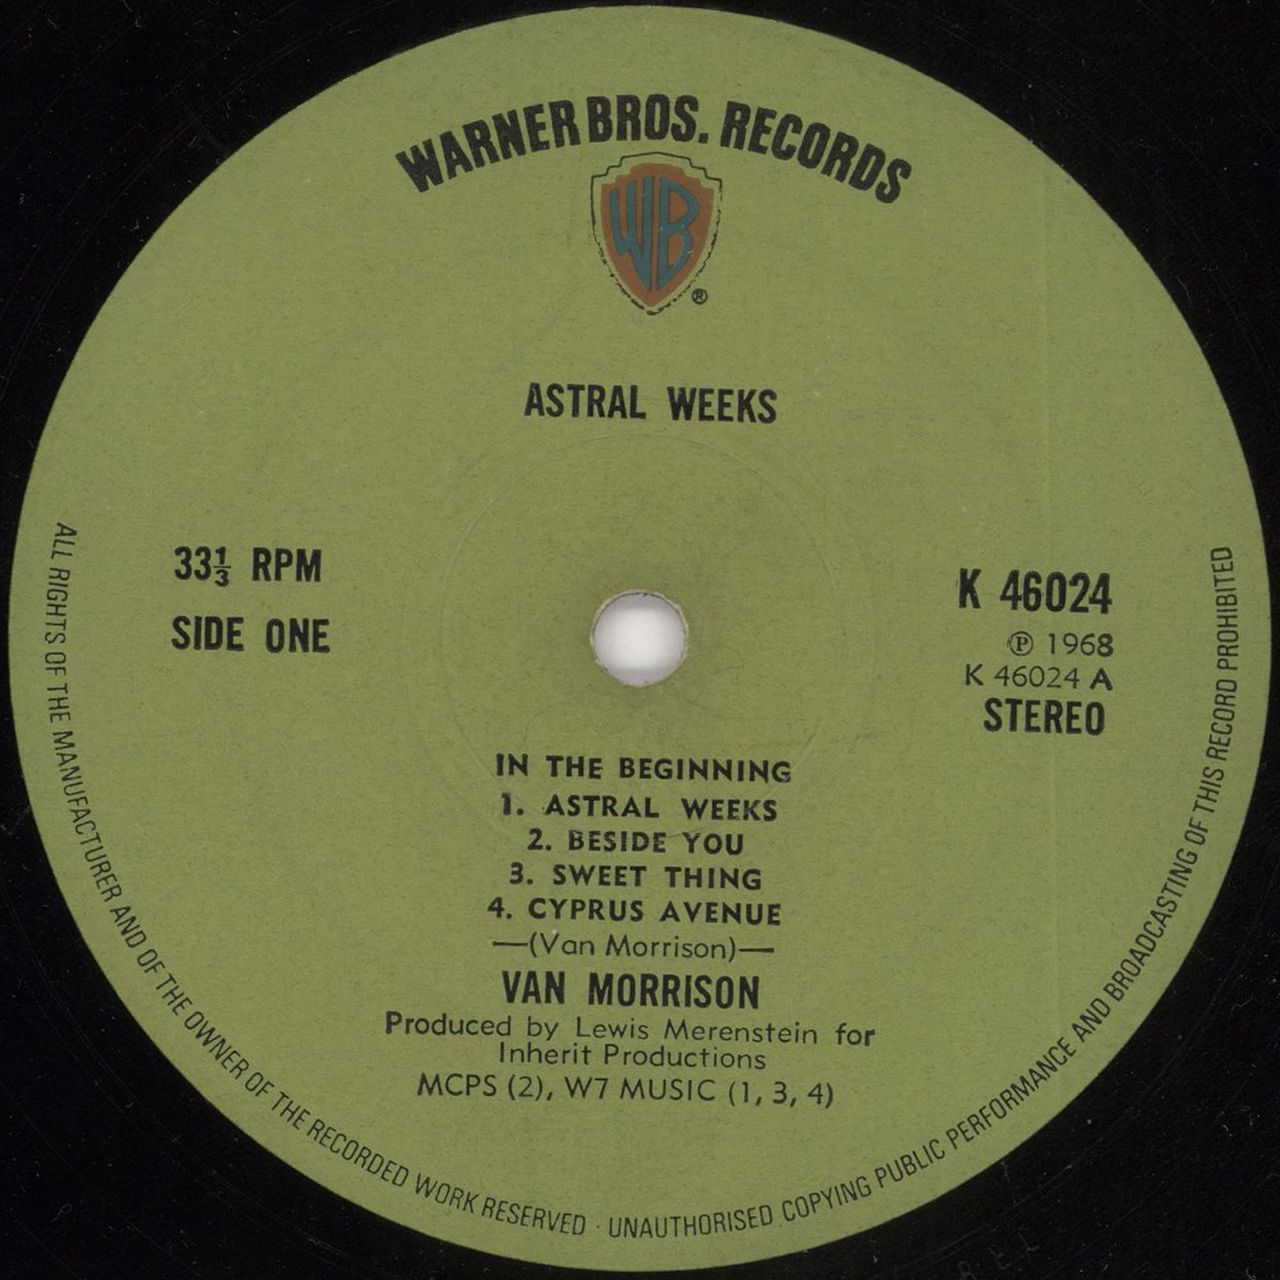 WARNER BROS. RECORDS
WB
®
ASTRAL WEEKS
33⅓ RPM
SIDE ONE
K 46024
℗ 1968
K 46024 A
STEREO
IN THE BEGINNING
1. ASTRAL WEEKS
2. BESIDE YOU
3. SWEET THING
4. CYPRUS AVENUE
—(Van Morrison)—
VAN MORRISON
Produced by Lewis Merenstein for
Inherit Productions
MCPS (2), W7 MUSIC (1, 3, 4)
ALL RIGHTS OF THE MANUFACTURER AND OF THE OWNER OF THE RECORDED WORK RESERVED · UNAUTHORISED COPYING PUBLIC PERFORMANCE AND BROADCASTING OF THIS RECORD PROHIBITED